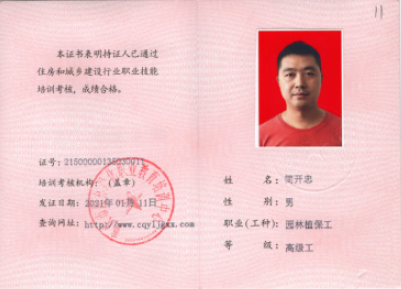 本证书表明持证人已通过
住房和城乡建设行业职业技能
培训考核，成绩合格。
证号：21500000135230011
培训考核机构：（盖章）
发证日期：2021年01月11日
查询网址：
11
姓 名：
性 别：男
职业(工种)：园林植保工
等 级：高级工